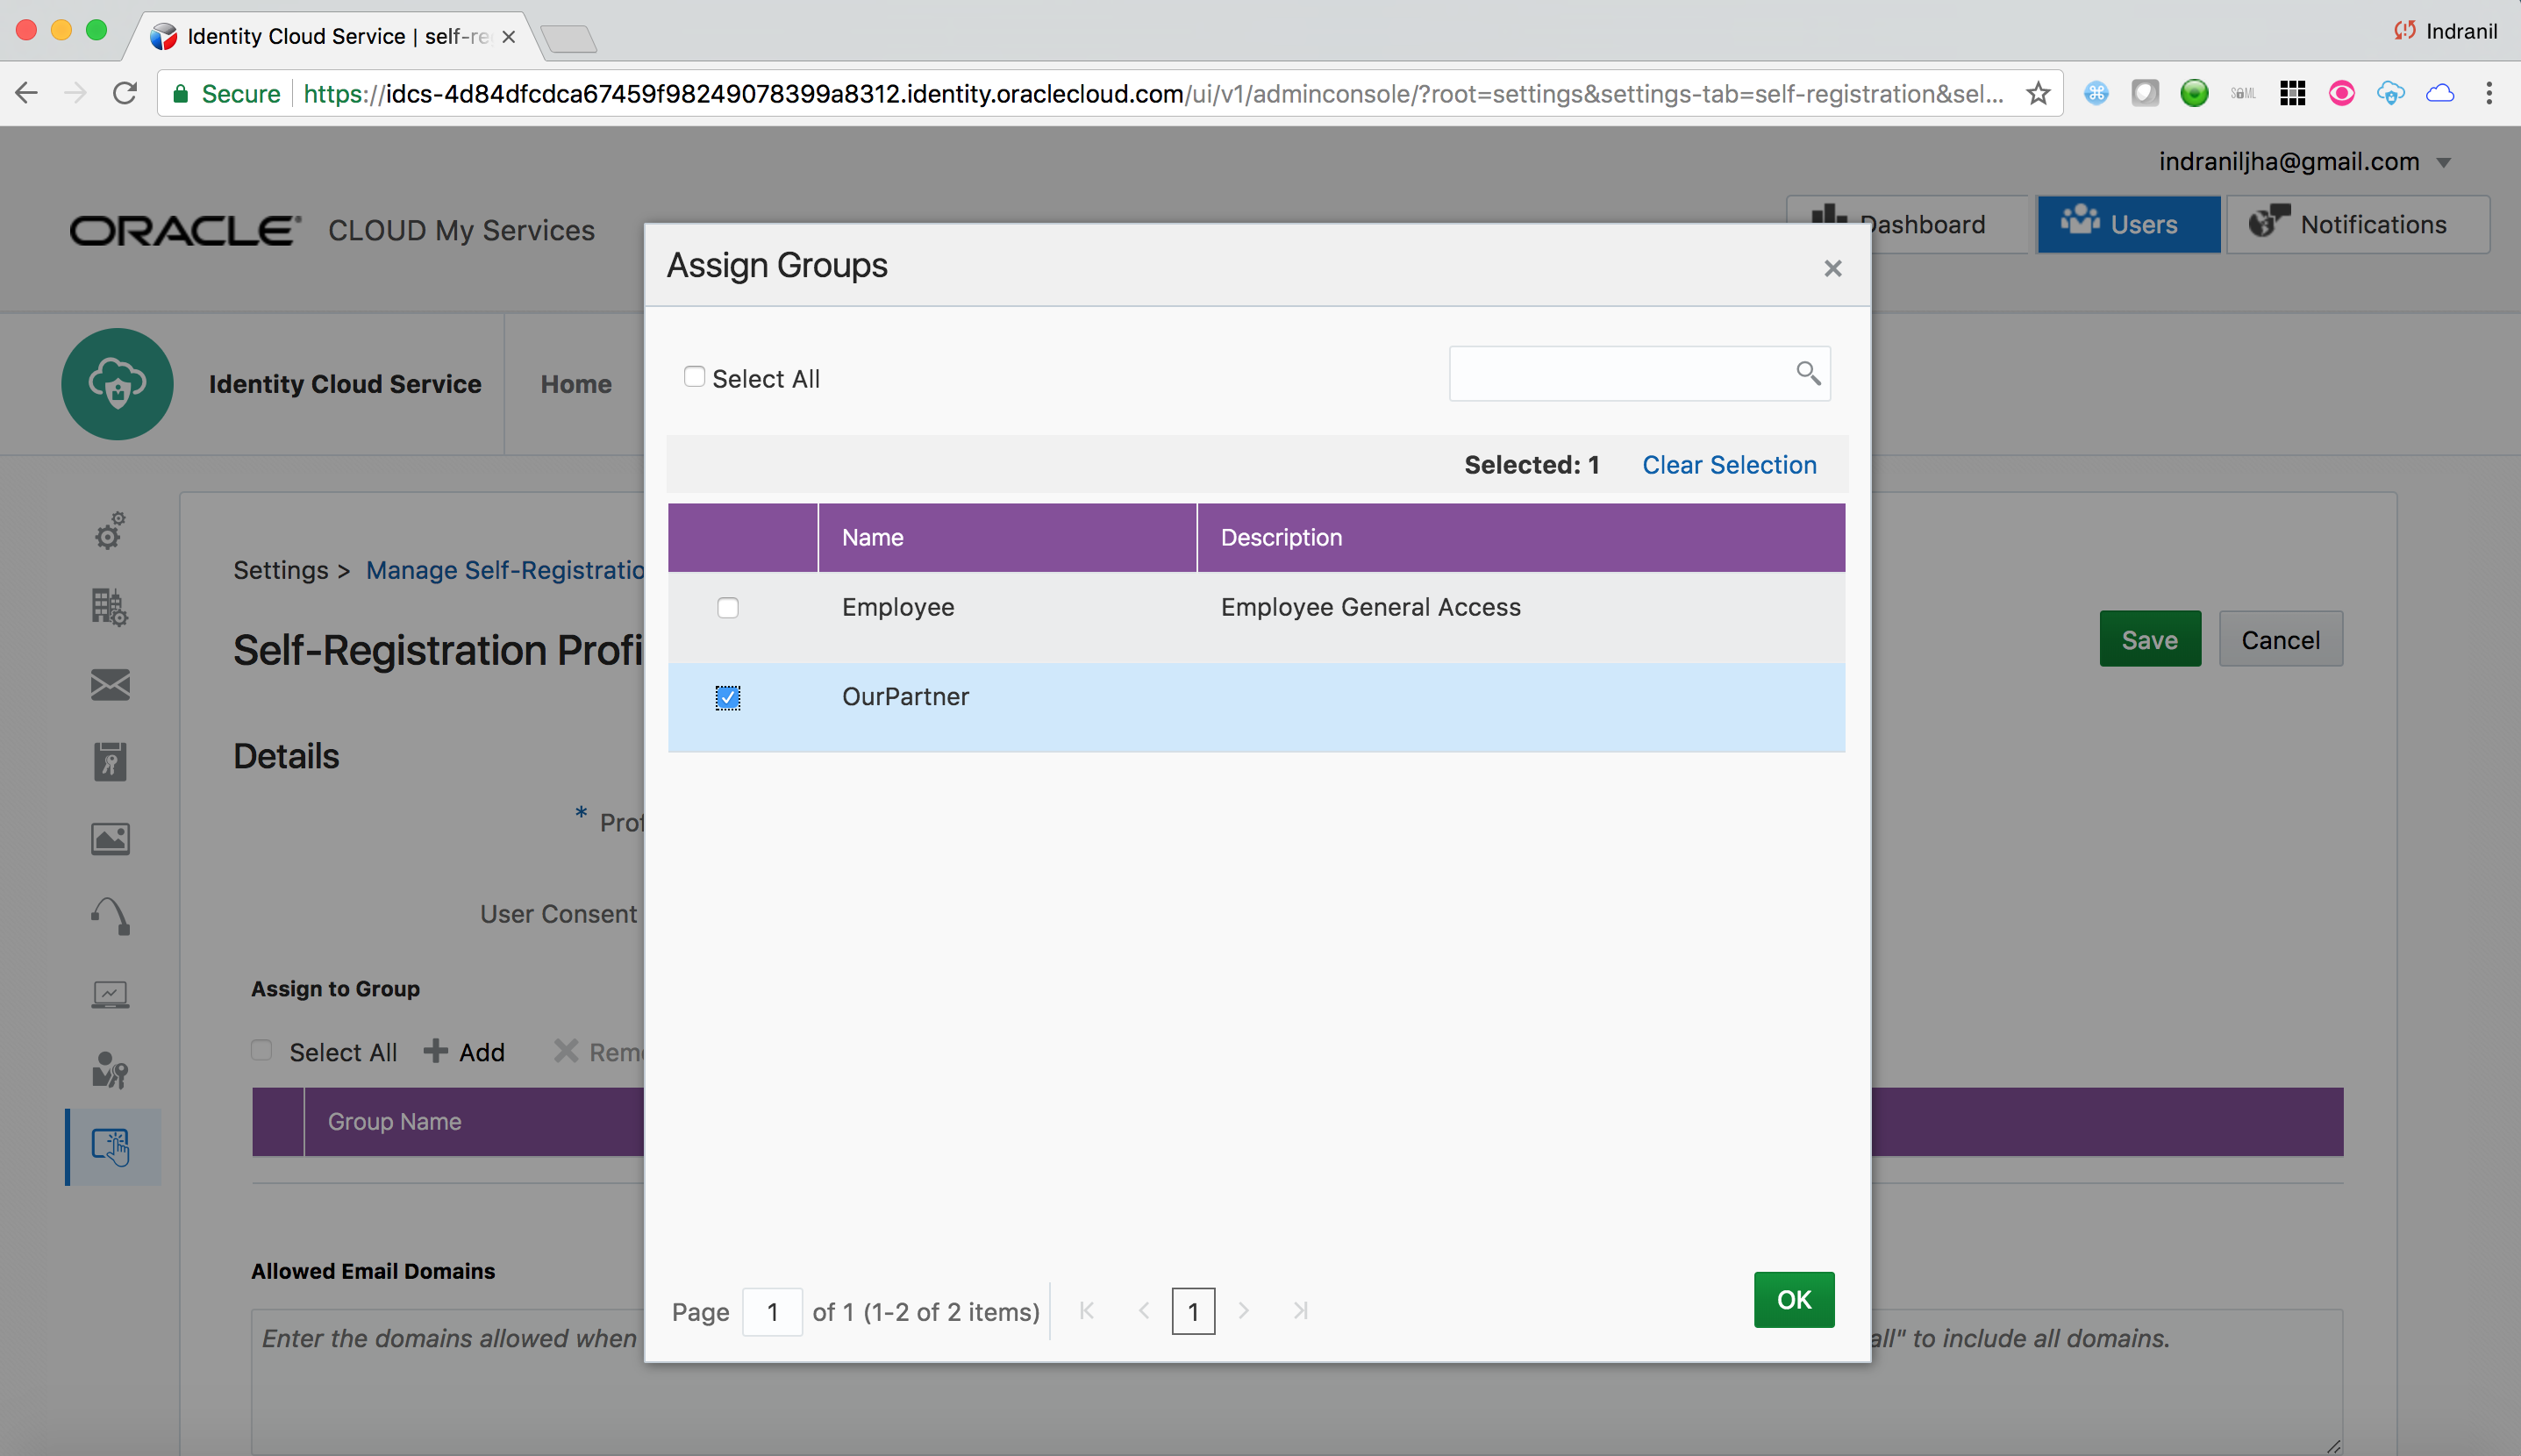 Identity Cloud Service | self-re
Indranil
Secure
https://idcs-4d84dfcdca67459f98249078399a8312.identity.oraclecloud.com/ui/v1/adminconsole/?root=settings&settings-tab=self-registration&sel...
SAML
indraniljha@gmail.com
ORACLE CLOUD My Services
Dashboard
Users
Notifications
Identity Cloud Service
Home
Assign Groups
Select All
Selected: 1
Clear Selection
Name
Description
Employee
Employee General Access
OurPartner
Page 1 of 1 (1-2 of 2 items)
1
OK
Settings >
Manage Self-Registratio
Self-Registration Profi
Save
Cancel
Details
* Prof
User Consent
Assign to Group
Select All
Add
Rem
Group Name
Allowed Email Domains
Enter the domains allowed when
all" to include all domains.